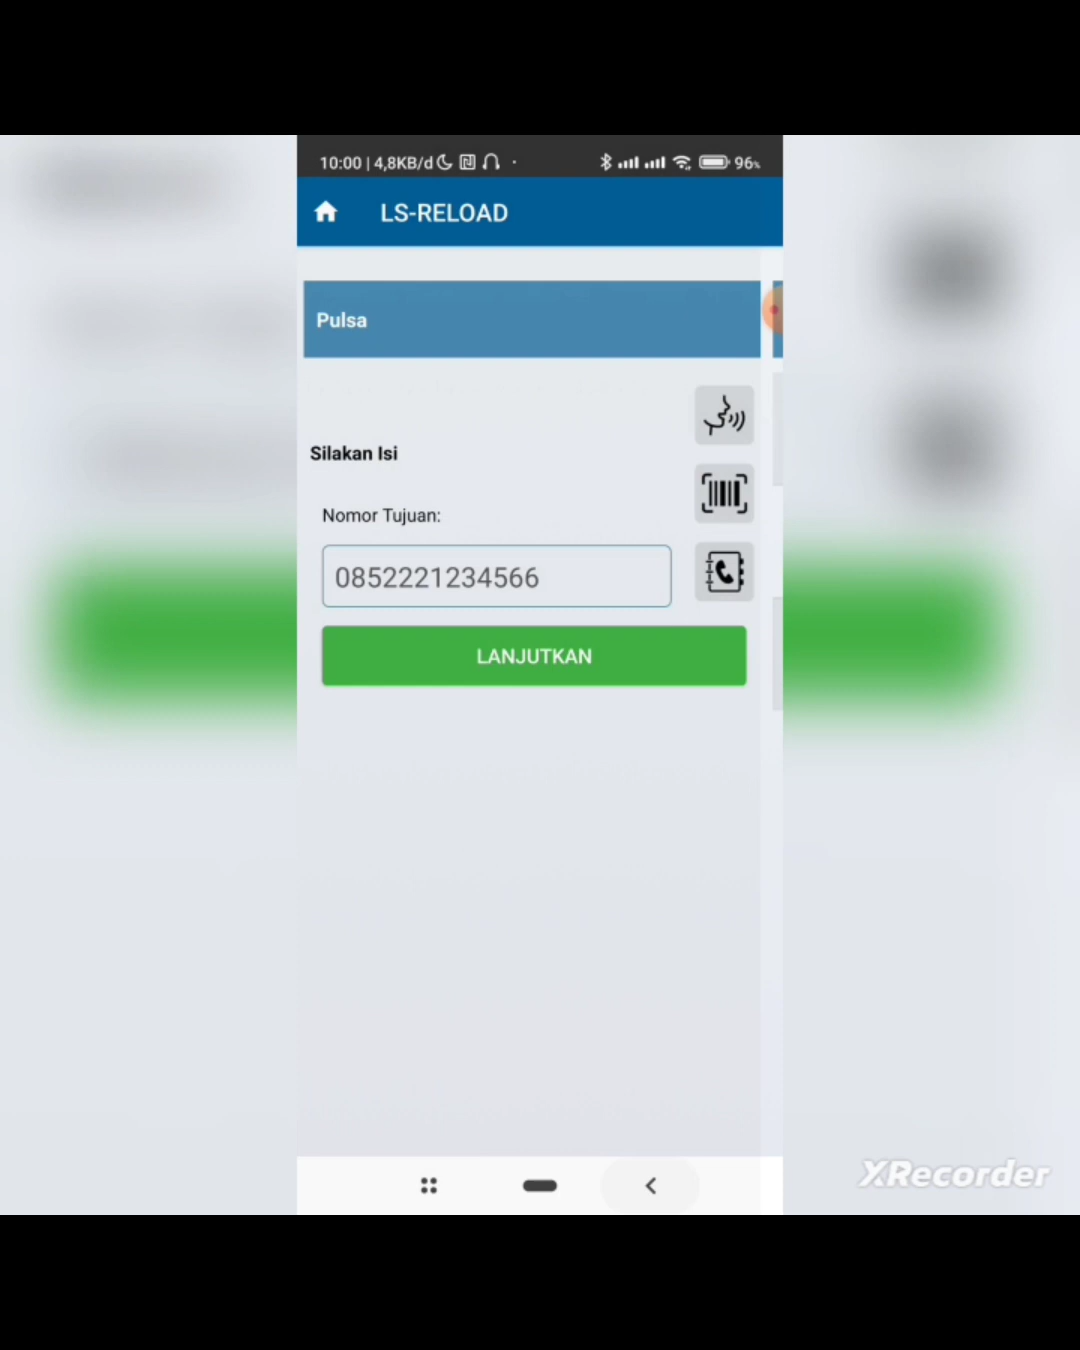 10:00 | 4,8KB/d
96%
LS-RELOAD
Pulsa
Silakan Isi
Nomor Tujuan:
0852221234566
LANJUTKAN
XRecorder